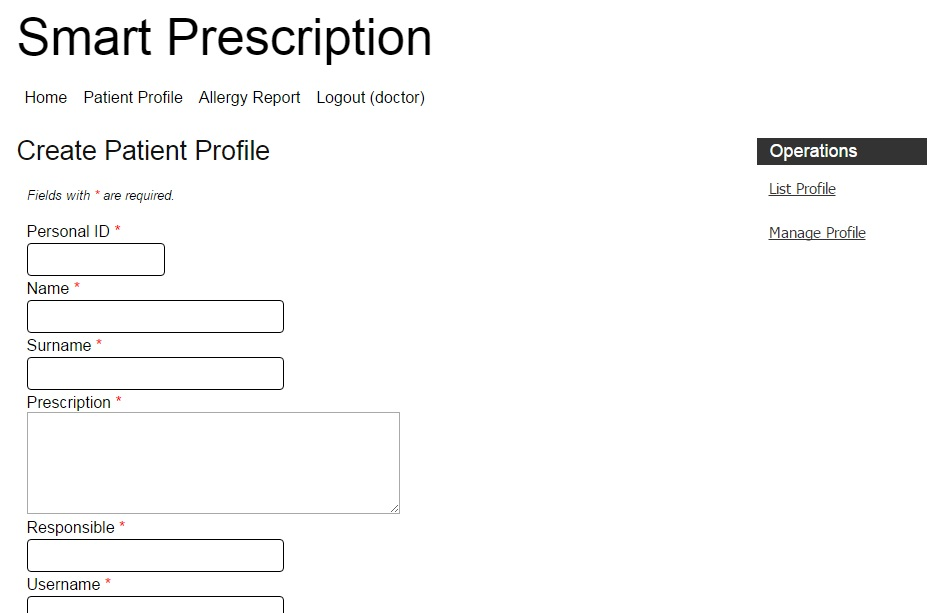 Smart Prescription
Home Patient Profile Allergy Report Logout (doctor)
Create Patient Profile
Fields with * are required.
Personal ID *
Name *
Surname *
Prescription *
Responsible *
Username *
Operations
List Profile
Manage Profile